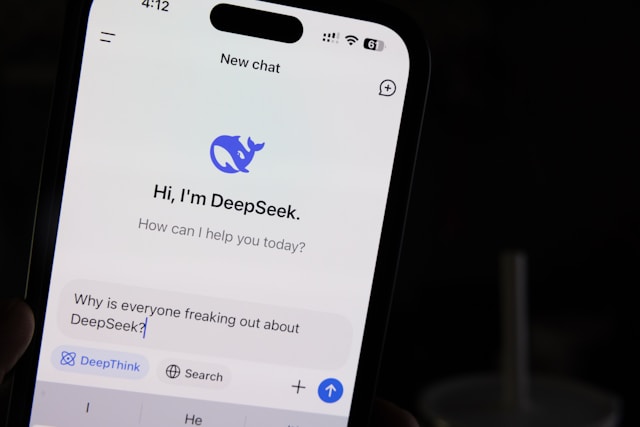 4:12
61
New chat
Hi, I'm DeepSeek.
How can I help you today?
Why is everyone freaking out about
DeepSeek?
DeepThink
Search
I
He